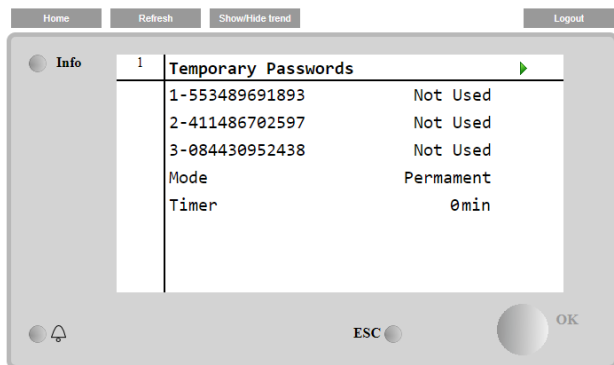 Home Refresh Show/Hide trend Logout
Info
1 Temporary Passwords
1-553489691893 Not Used
2-411486702597 Not Used
3-084430952438 Not Used
Mode Permament
Timer 0min
ESC
OK